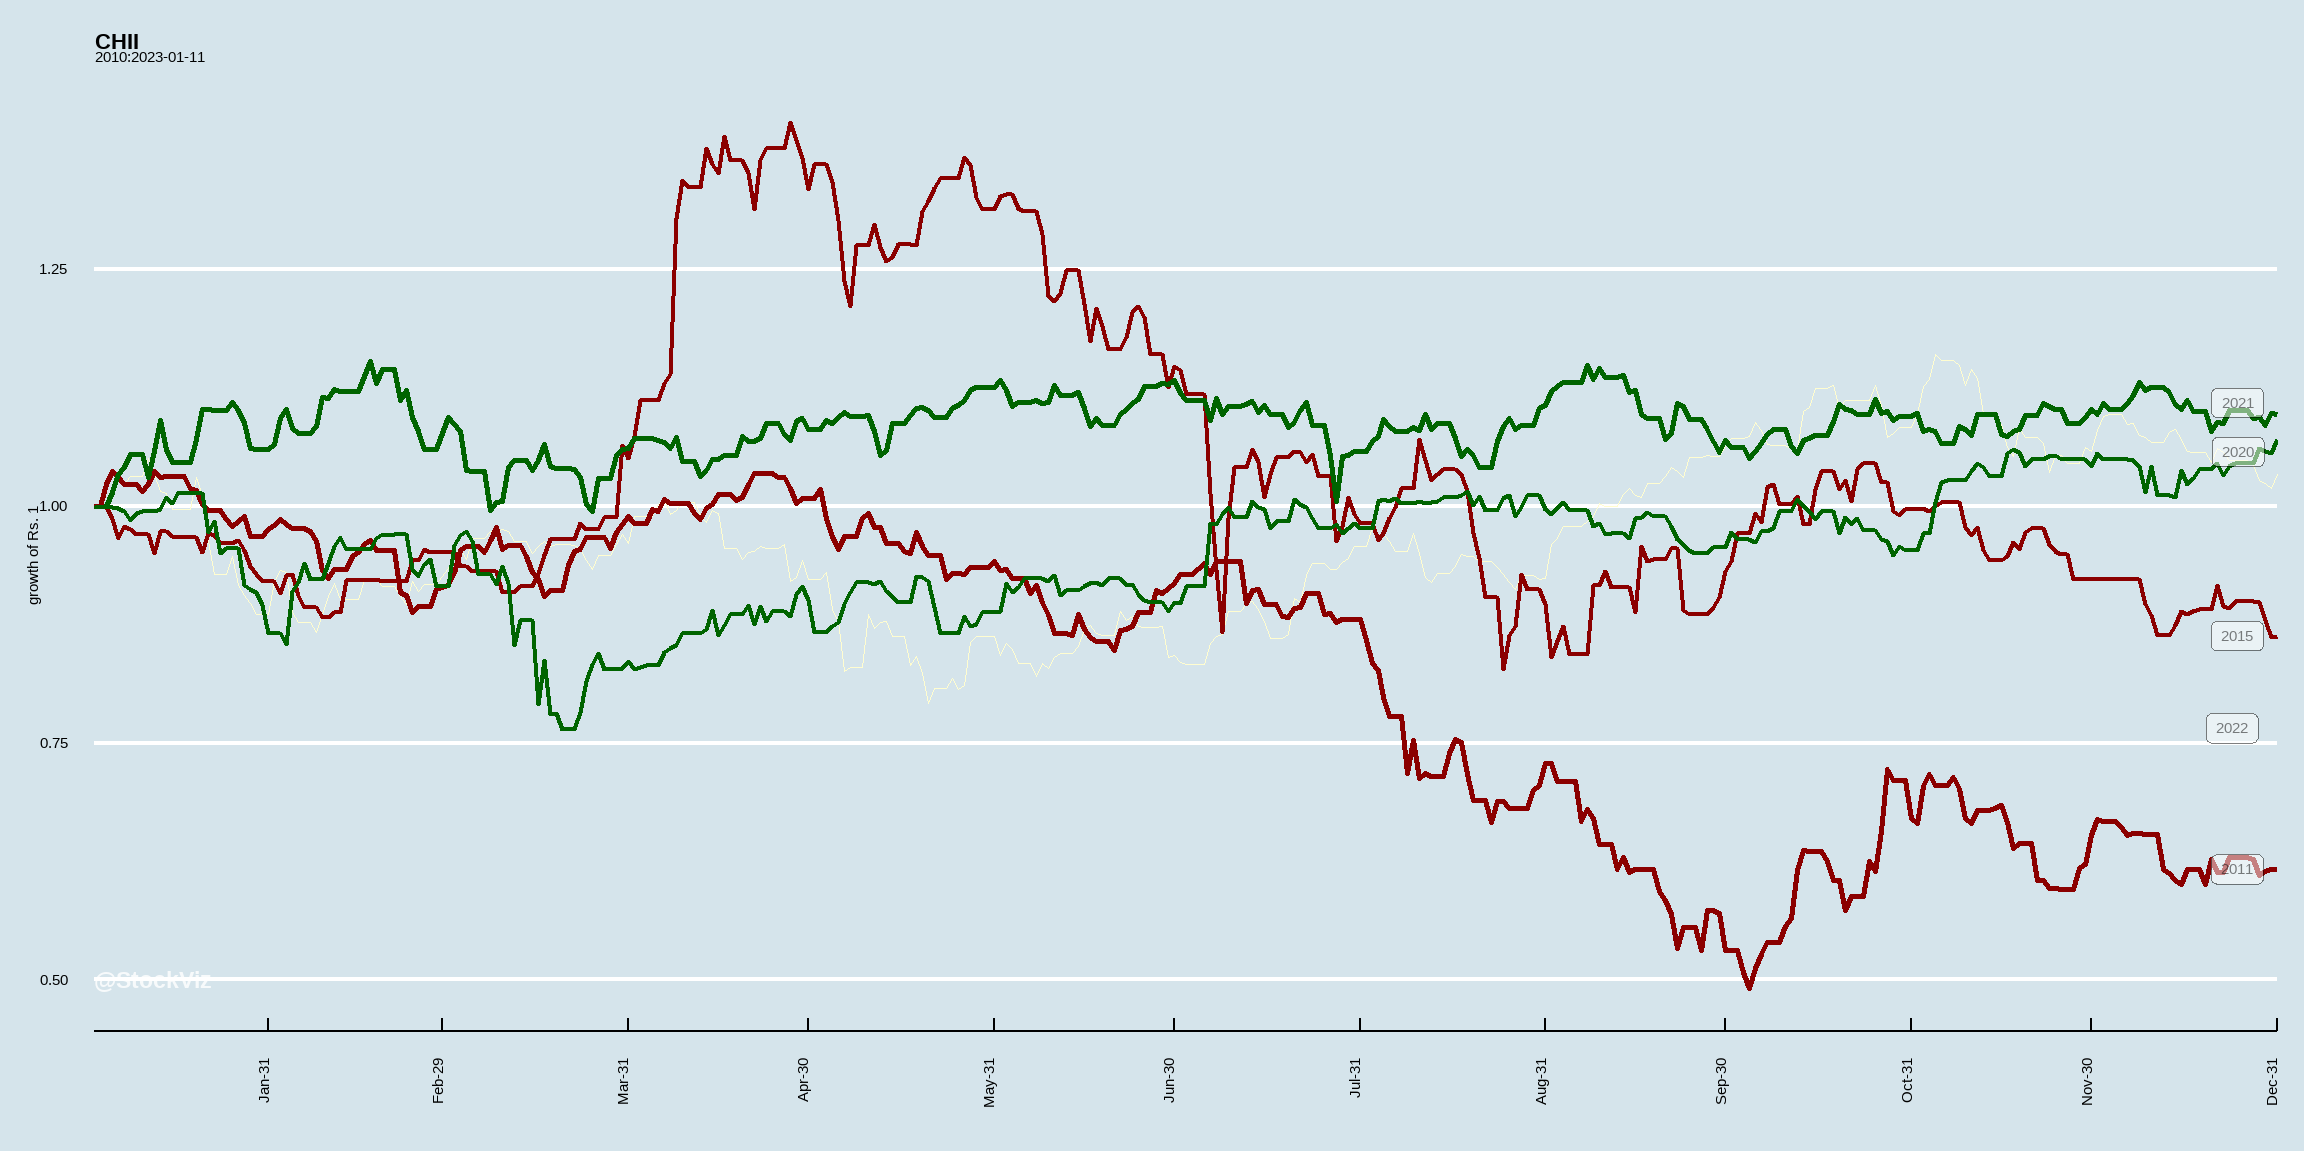 CHII
2010:2023-01-11
1.25
1.00
0.75
0.50
growth of Rs. 1
2021
2020
2015
2022
2011
@StockViz
Jan-31
Feb-29
Mar-31
Apr-30
May-31
Jun-30
Jul-31
Aug-31
Sep-30
Oct-31
Nov-30
Dec-31